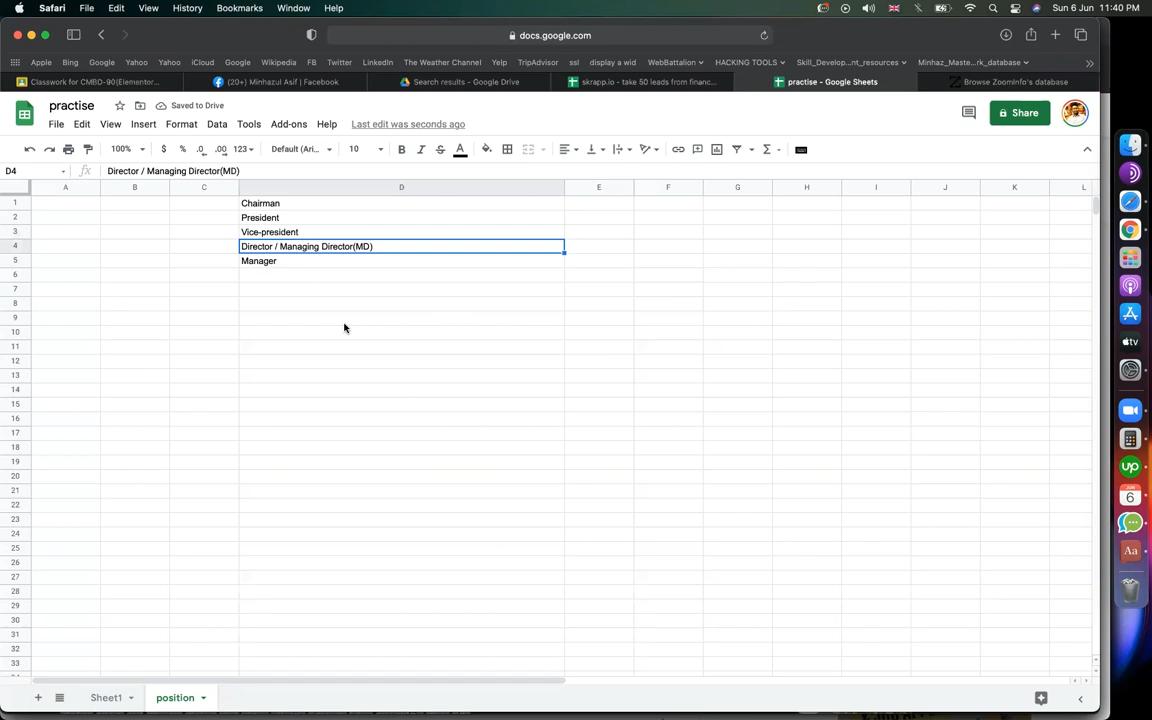 Safari File Edit View History Bookmarks Window Help Sun 6 Jun 11:40 PM
docs.google.com
Apple Bing Google Yahoo Yahoo iCloud Google Wikipedia FB Twitter LinkedIn The Weather Channel Yelp TripAdvisor ssl display a wid WebBattalion HACKING TOOLS Skill_Develop...nt_resources Minhaz_Maste...rk_database
Classwork for CMBD-90(Elementor... (20+) Minhazul Asif | Facebook Search results - Google Drive skrapp.io - take 50 leads from financ... practise - Google Sheets Browse ZoomInfo's database
practise Saved to Drive
File Edit View Insert Format Data Tools Add-ons Help Last edit was seconds ago Share
100% $ % .0 .00 123 Default (Ari... 10 B I S A
D4 fx Director / Managing Director(MD)
A B C D E F G H I J K L
1 Chairman
2 President
3 Vice-president
4 Director / Managing Director(MD)
5 Manager
6
7
8
9
10
11
12
13
14
15
16
17
18
19
20
21
22
23
24
25
26
27
28
29
30
31
32
33
Sheet1 position
tv
up
JUN
6
Aa